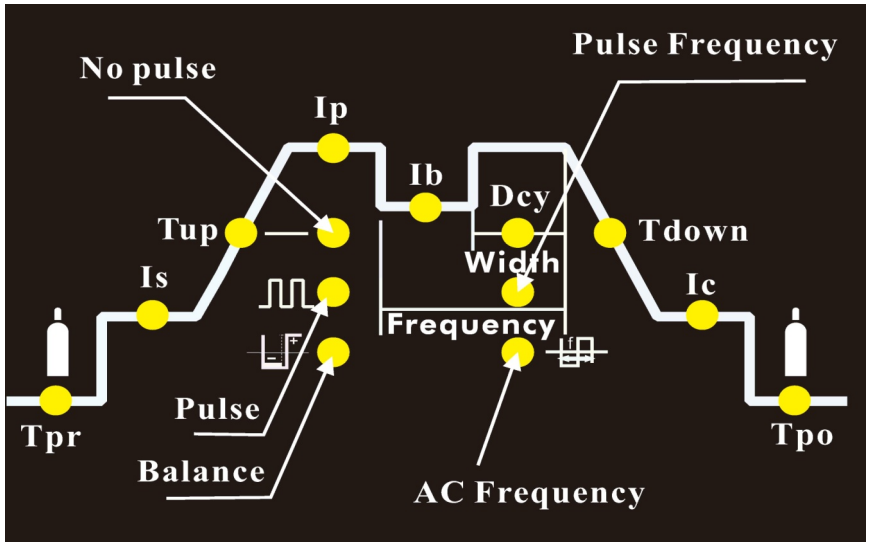 Pulse Frequency
No pulse
Ip
Ib
Dcy
Tup
Tdown
Width
Is
Ic
Frequency
f
- +
Pulse
Tpr
Tpo
Balance
AC Frequency